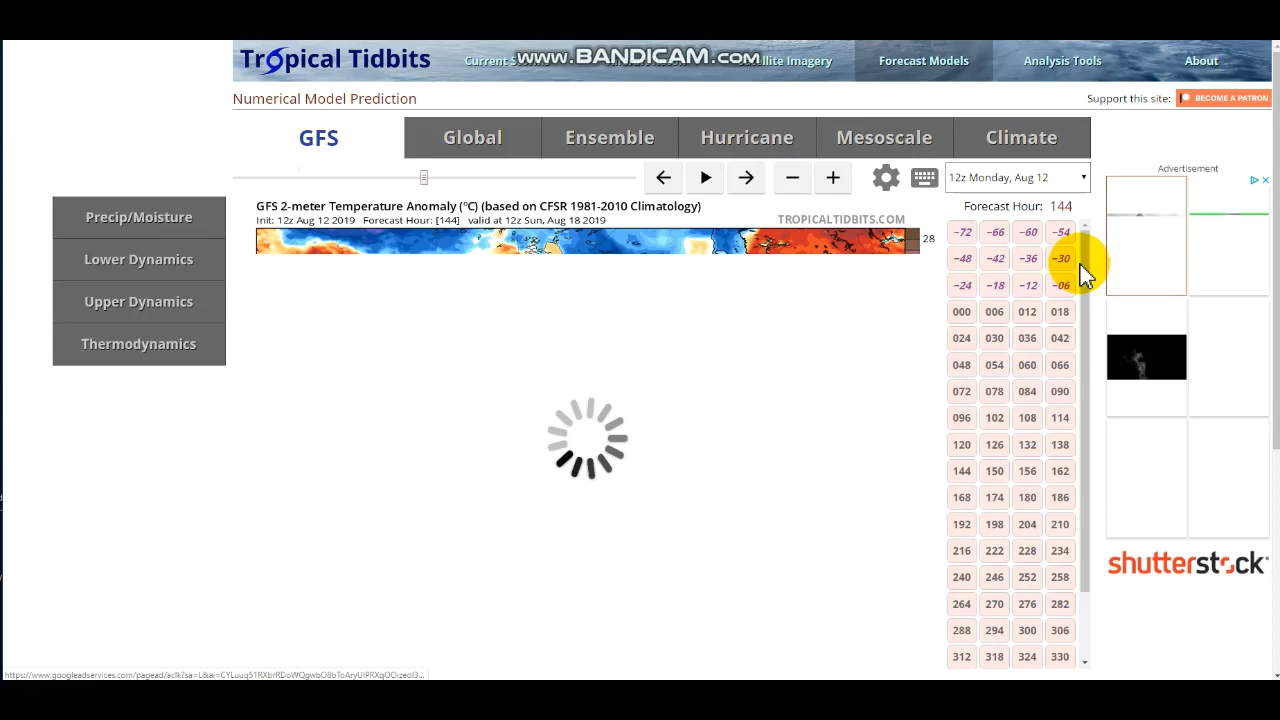 Tropical Tidbits
www.BANDICAM.com
Current S
llite Imagery
Forecast Models
Analysis Tools
About
Numerical Model Prediction
Support this site:
BECOME A PATRON
GFS
Global
Ensemble
Hurricane
Mesoscale
Climate
12z Monday, Aug 12
Advertisement
Precip/Moisture
Lower Dynamics
Upper Dynamics
Thermodynamics
GFS 2-meter Temperature Anomaly (°C) (based on CFSR 1981-2010 Climatology)
Init: 12z Aug 12 2019 Forecast Hour: [144] valid at 12z Sun, Aug 18 2019
TROPICALTIDBITS.COM
28
Forecast Hour: 144
−72 −66 −60 −54
−48 −42 −36 −30
−24 −18 −12 −06
000 006 012 018
024 030 036 042
048 054 060 066
072 078 084 090
096 102 108 114
120 126 132 138
144 150 156 162
168 174 180 186
192 198 204 210
216 222 228 234
240 246 252 258
264 270 276 282
288 294 300 306
312 318 324 330
shutterstock